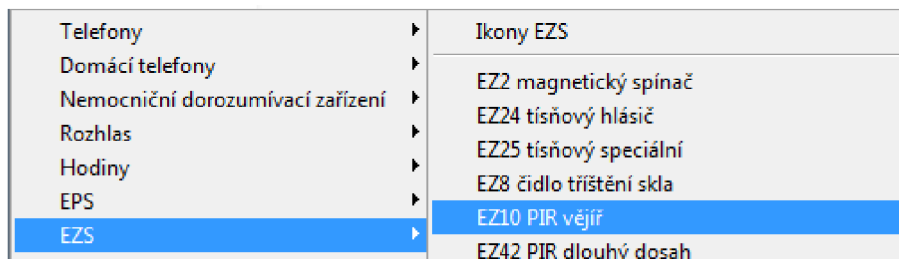 Telefony
Domácí telefony
Nemocniční dorozumívací zařízení
Rozhlas
Hodiny
EPS
EZS
Ikony EZS
EZ2 magnetický spínač
EZ24 tísňový hlásič
EZ25 tísňový speciální
EZ8 čidlo tříštění skla
EZ10 PIR vějíř
EZ42 PIR dlouhý dosah